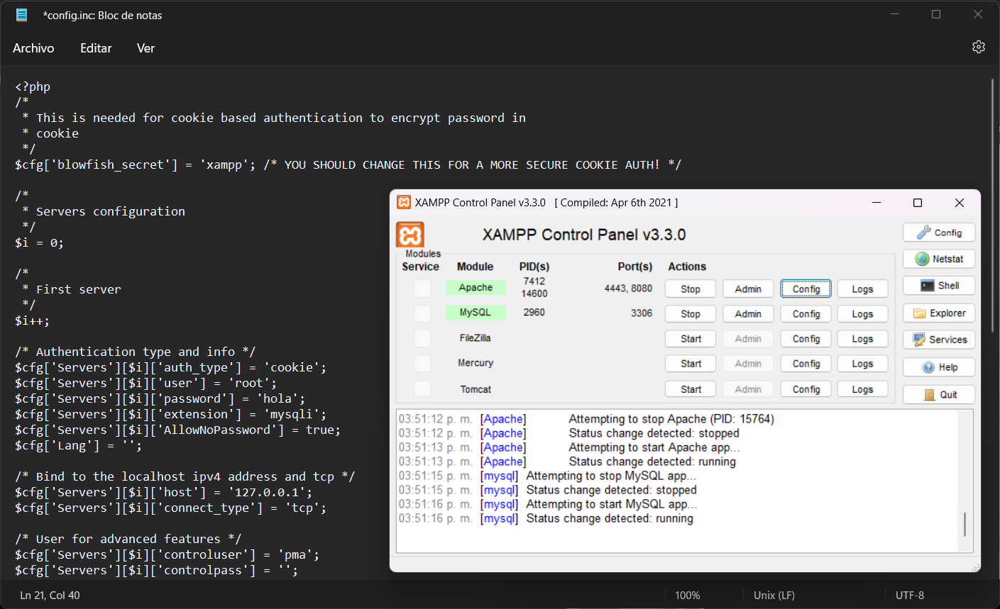 *config.inc: Bloc de notas
Archivo Editar Ver
<?php
/*
 * This is needed for cookie based authentication to encrypt password in
 * cookie
 */
$cfg['blowfish_secret'] = 'xampp'; /* YOU SHOULD CHANGE THIS FOR A MORE SECURE COOKIE AUTH! */
/*
 * Servers configuration
 */
$i = 0;
/*
 * First server
 */
$i++;
/* Authentication type and info */
$cfg['Servers'][$i]['auth_type'] = 'cookie';
$cfg['Servers'][$i]['user'] = 'root';
$cfg['Servers'][$i]['password'] = 'hola';
$cfg['Servers'][$i]['extension'] = 'mysqli';
$cfg['Servers'][$i]['AllowNoPassword'] = true;
$cfg['Lang'] = '';
/* Bind to the localhost ipv4 address and tcp */
$cfg['Servers'][$i]['host'] = '127.0.0.1';
$cfg['Servers'][$i]['connect_type'] = 'tcp';
/* User for advanced features */
$cfg['Servers'][$i]['controluser'] = 'pma';
$cfg['Servers'][$i]['controlpass'] = '';
Ln 21, Col 40 100% Unix (LF) UTF-8
XAMPP Control Panel v3.3.0 [ Compiled: Apr 6th 2021 ]
XAMPP Control Panel v3.3.0
Modules
Service Module PID(s) Port(s) Actions
Apache 7412 14600 4443, 8080 Stop Admin Config Logs
MySQL 2960 3306 Stop Admin Config Logs
FileZilla Start Admin Config Logs
Mercury Start Admin Config Logs
Tomcat Start Admin Config Logs
Config
Netstat
Shell
Explorer
Services
Help
Quit
03:51:12 p. m. [Apache] Attempting to stop Apache (PID: 15764)
03:51:12 p. m. [Apache] Status change detected: stopped
03:51:13 p. m. [Apache] Attempting to start Apache app...
03:51:13 p. m. [Apache] Status change detected: running
03:51:15 p. m. [mysql] Attempting to stop MySQL app...
03:51:15 p. m. [mysql] Status change detected: stopped
03:51:16 p. m. [mysql] Attempting to start MySQL app...
03:51:16 p. m. [mysql] Status change detected: running